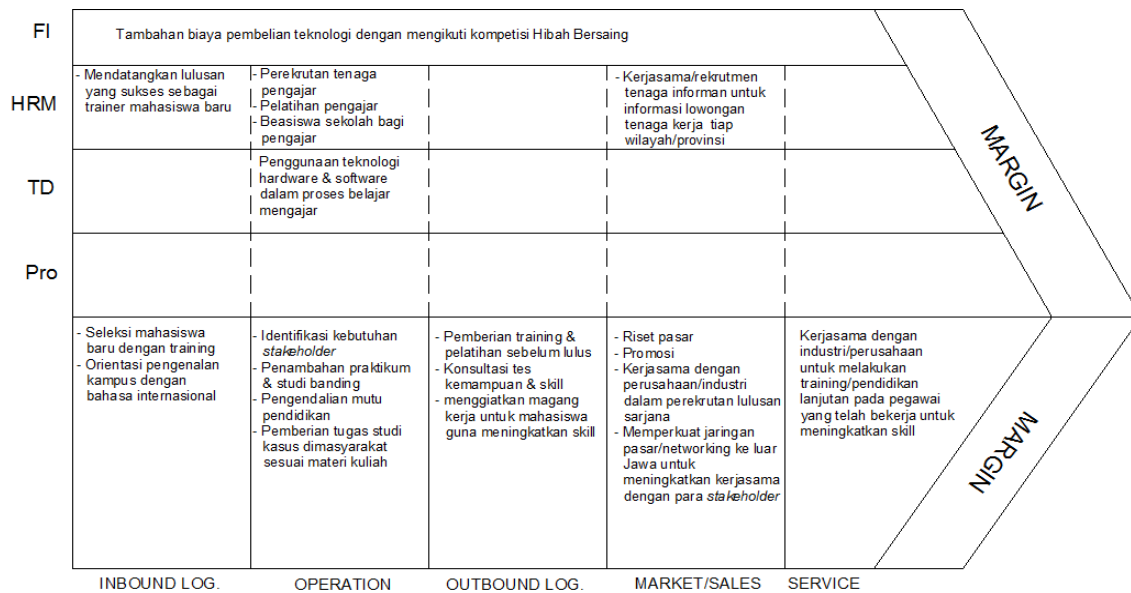 FI
Tambahan biaya pembelian teknologi dengan mengikuti kompetisi Hibah Bersaing
HRM
- Mendatangkan lulusan
yang sukses sebagai
trainer mahasiswa baru
- Perekrutan tenaga
pengajar
- Pelatihan pengajar
- Beasiswa sekolah bagi
pengajar
- Kerjasama/rekrutmen
tenaga informan untuk
informasi lowongan
tenaga kerja tiap
wilayah/provinsi
TD
Penggunaan teknologi
hardware & software
dalam proses belajar
mengajar
Pro
- Seleksi mahasiswa
baru dengan training
- Orientasi pengenalan
kampus dengan
bahasa internasional
- Identifikasi kebutuhan
stakeholder
- Penambahan praktikum
& studi banding
- Pengendalian mutu
pendidikan
- Pemberian tugas studi
kasus dimasyarakat
sesuai materi kuliah
- Pemberian training &
pelatihan sebelum lulus
- Konsultasi tes
kemampuan & skill
- menggiatkan magang
kerja untuk mahasiswa
guna meningkatkan skill
- Riset pasar
- Promosi
- Kerjasama dengan
perusahaan/industri
dalam perekrutan lulusan
sarjana
- Memperkuat jaringan
pasar/networking ke luar
Jawa untuk
meningkatkan kerjasama
dengan para stakeholder
Kerjasama dengan
industri/perusahaan
untuk melakukan
training/pendidikan
lanjutan pada pegawai
yang telah bekerja untuk
meningkatkan skill
MARGIN
MARGIN
INBOUND LOG.
OPERATION
OUTBOUND LOG.
MARKET/SALES
SERVICE